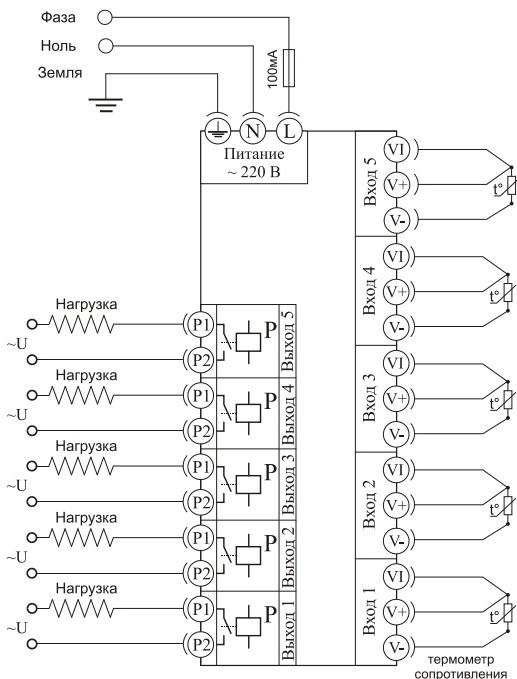 Фаза
Ноль
Земля
100мА
N
L
Питание
~ 220 В
VI
V+
V-
Вход 5
t°
VI
V+
V-
Вход 4
t°
VI
V+
V-
Вход 3
t°
VI
V+
V-
Вход 2
t°
VI
V+
V-
Вход 1
t°
термометр
сопротивления
Нагрузка
~U
P1
P2
P
Выход 5
Нагрузка
~U
P1
P2
P
Выход 4
Нагрузка
~U
P1
P2
P
Выход 3
Нагрузка
~U
P1
P2
P
Выход 2
Нагрузка
~U
P1
P2
P
Выход 1